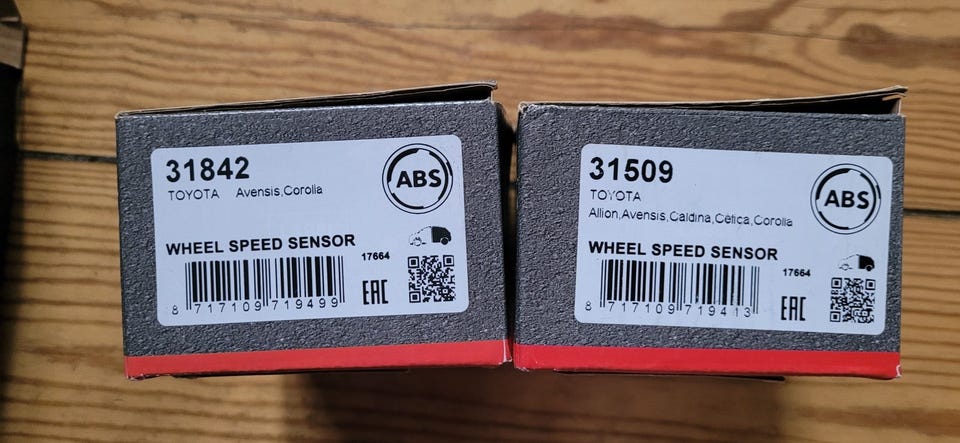 31842
TOYOTA Avensis,Corolla
ABS
WHEEL SPEED SENSOR
17664
8 717109 719499
EAC
31509
TOYOTA
Allion,Avensis,Caldina,Celica,Corolla
ABS
WHEEL SPEED SENSOR
17664
8 717109 719413
EAC